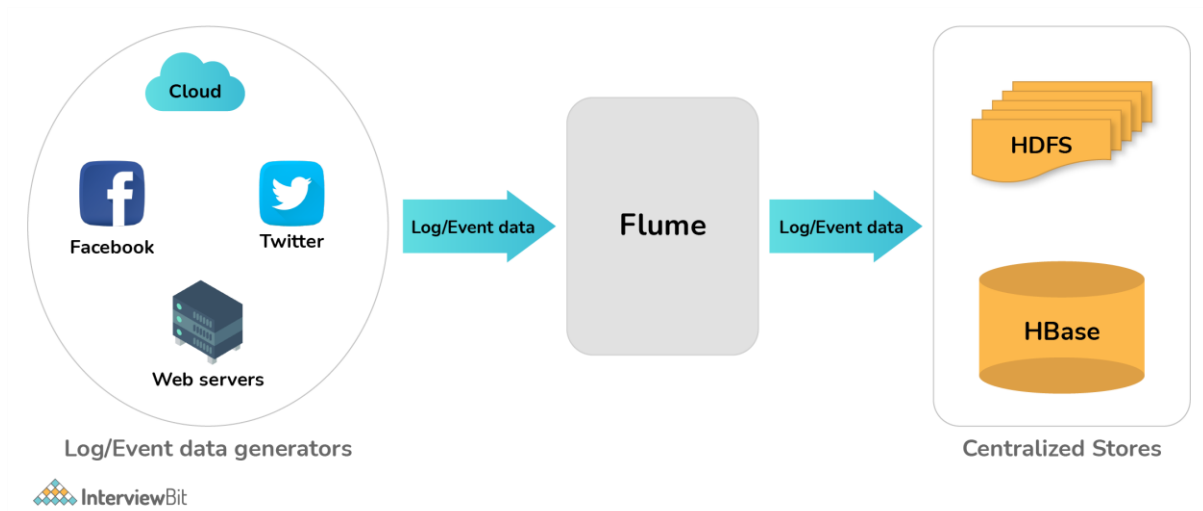 Cloud
Facebook
Twitter
Web servers
Log/Event data generators
Log/Event data
Flume
Log/Event data
HDFS
HBase
Centralized Stores
InterviewBit